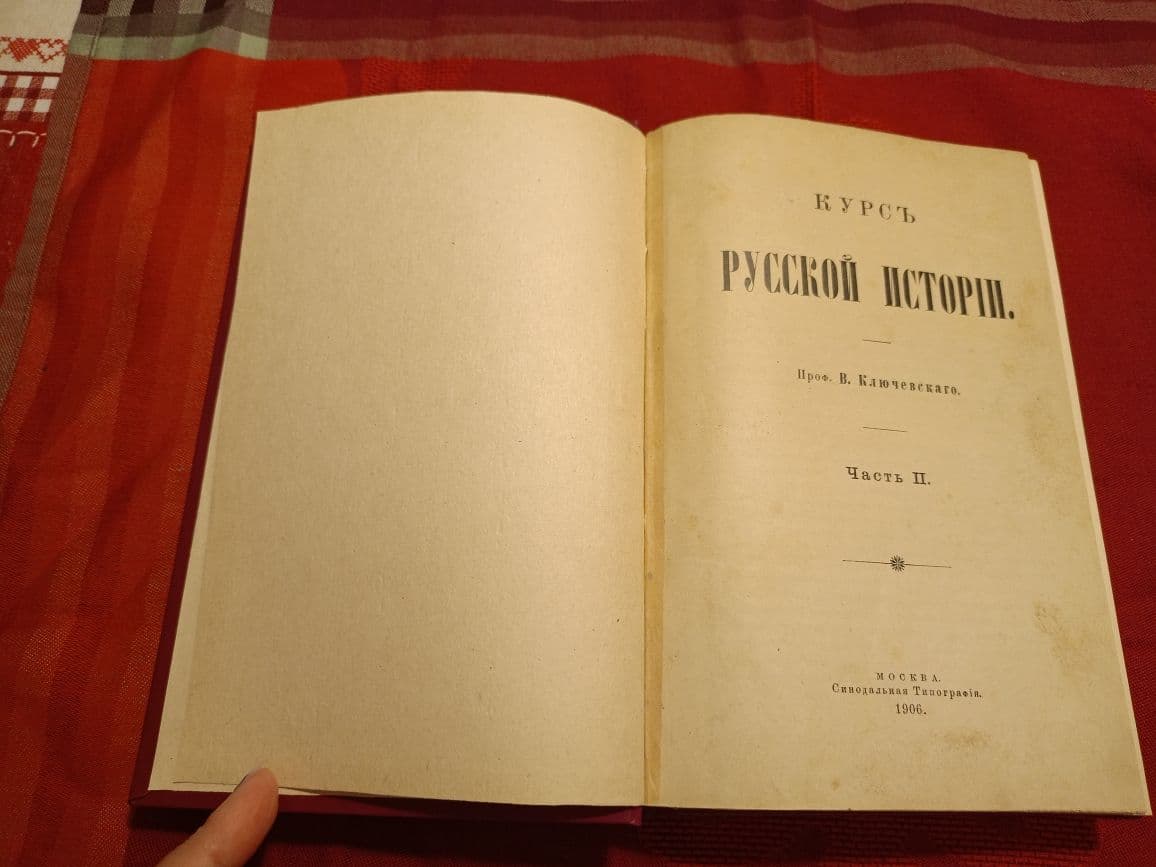 КУРСЪ
РУССКОЙ ИСТОРІИ.
Проф. В. Ключевскаго.
Часть II.
МОСКВА.
Синодальная Типографія.
1906.